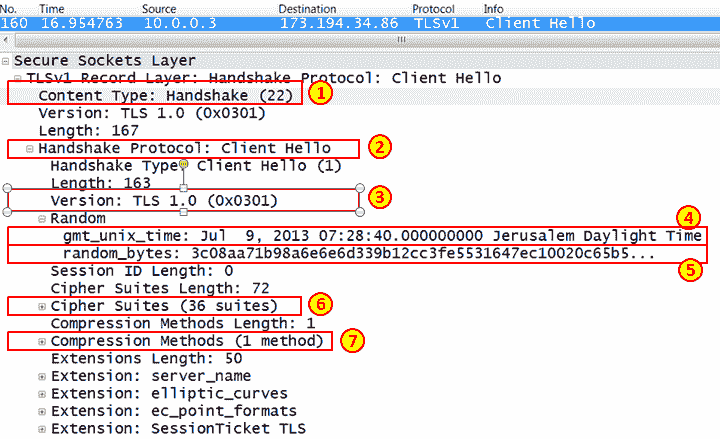 No. Time Source Destination Protocol Info
160 16.954763 10.0.0.3 173.194.34.86 TLSv1 Client Hello
Secure Sockets Layer
TLSv1 Record Layer: Handshake Protocol: Client Hello
Content Type: Handshake (22) 1
Version: TLS 1.0 (0x0301)
Length: 167
Handshake Protocol: Client Hello 2
Handshake Type Client Hello (1)
Length: 163
Version: TLS 1.0 (0x0301) 3
Random
gmt_unix_time: Jul 9, 2013 07:28:40.000000000 Jerusalem Daylight Time 4
random_bytes: 3c08aa71b98a6e6e6d339b12cc3fe5531647ec10020c65b5... 5
Session ID Length: 0
Cipher Suites Length: 72
Cipher Suites (36 suites) 6
Compression Methods Length: 1
Compression Methods (1 method) 7
Extensions Length: 50
Extension: server_name
Extension: elliptic_curves
Extension: ec_point_formats
Extension: SessionTicket TLS